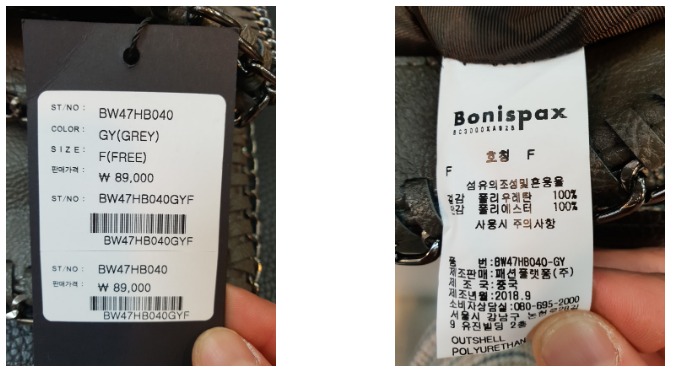 ST/NO : BW47HB040
COLOR : GY(GREY)
SIZE : F(FREE)
판매가격 : ₩ 89,000
ST/NO : BW47HB040GYF
BW47HB040GYF
ST/NO : BW47HB040
판매가격 : ₩ 89,000
BW47HB040GYF
Bonispax
호칭 F
F
섬유의조성및혼용율
겉감 폴리우레탄 100%
안감 폴리에스터 100%
사용시 주의사항
품 번:BW47HB040-GY
제조판매:패션플랫폼(주)
제 조 국:중국
제조년월:2018.9
소비자상담실:080-695-2000
서울시 강남구
9 유진빌딩 2층
OUTSHELL
POLYURETHAN